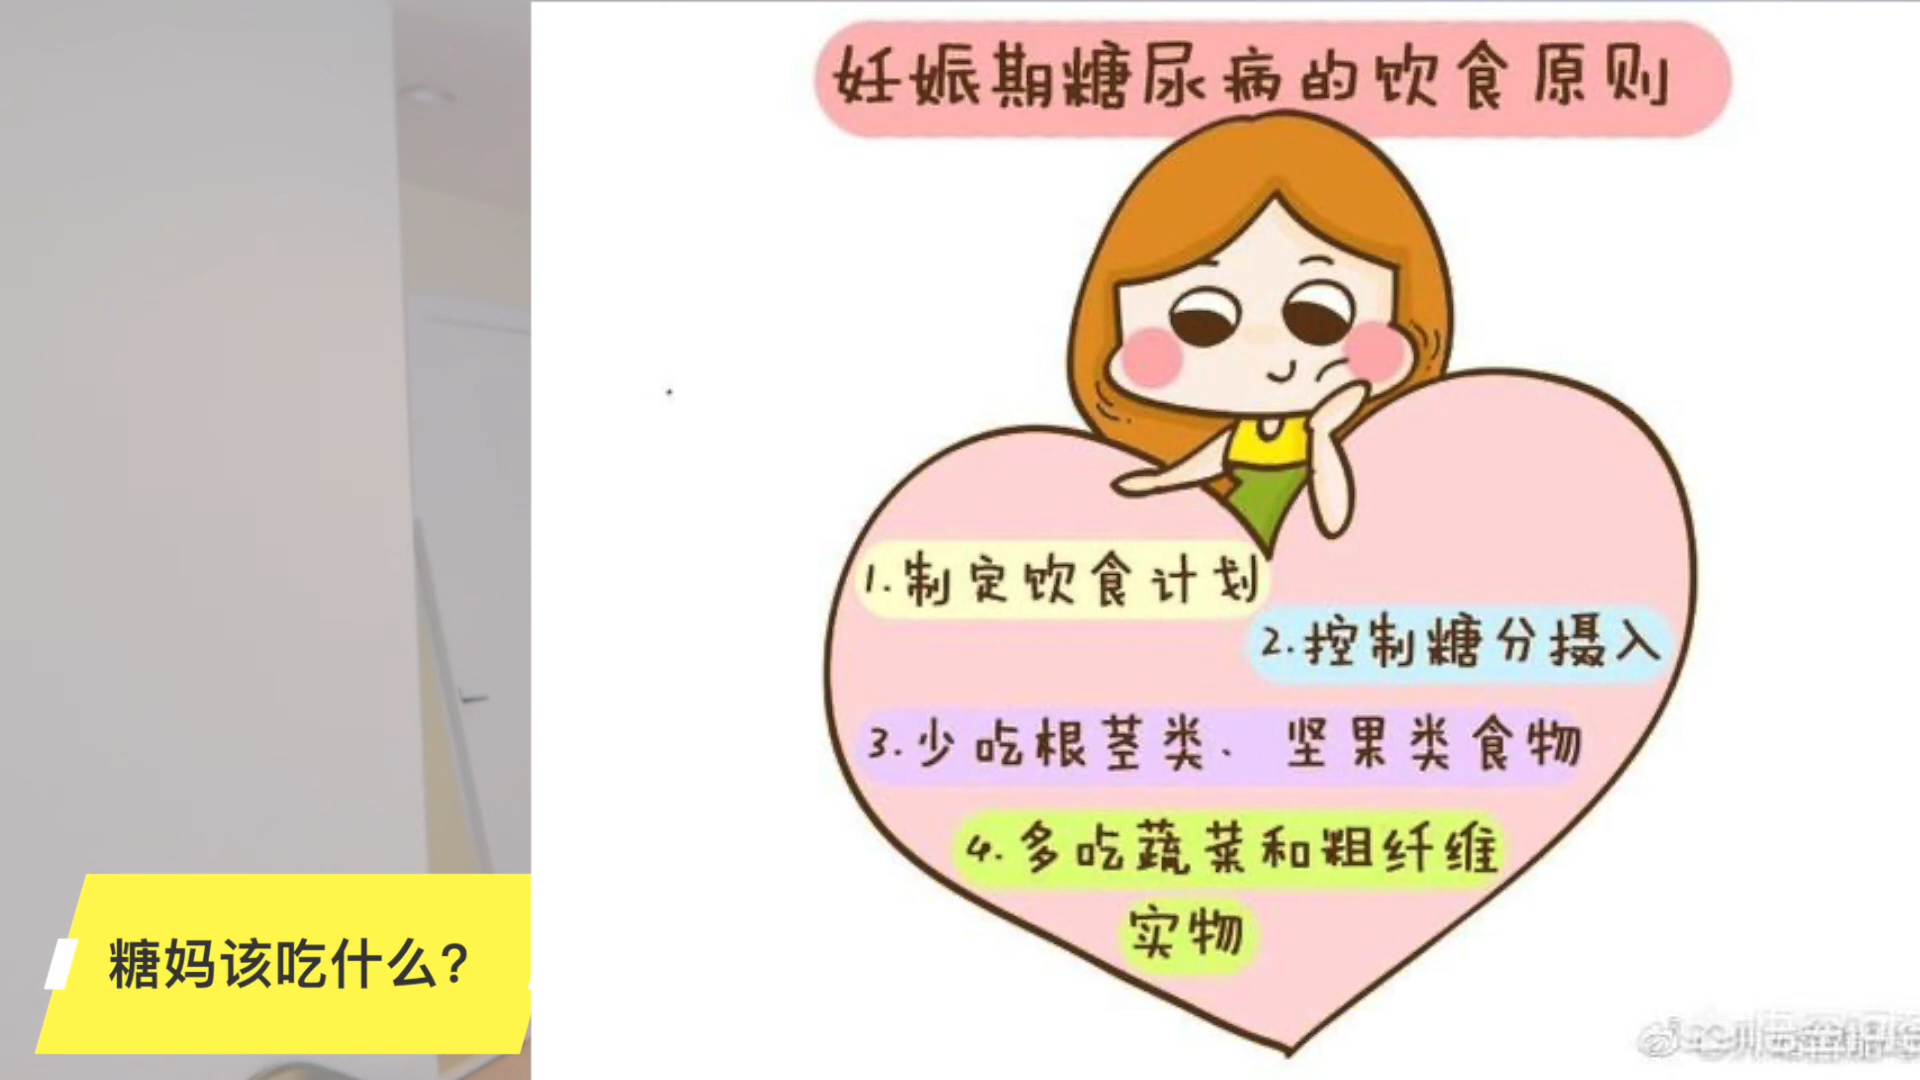 妊娠期糖尿病的饮食原则
1.制定饮食计划
2.控制糖分摄入
3.少吃根茎类、坚果类食物
4.多吃蔬菜和粗纤维
实物
糖妈该吃什么?